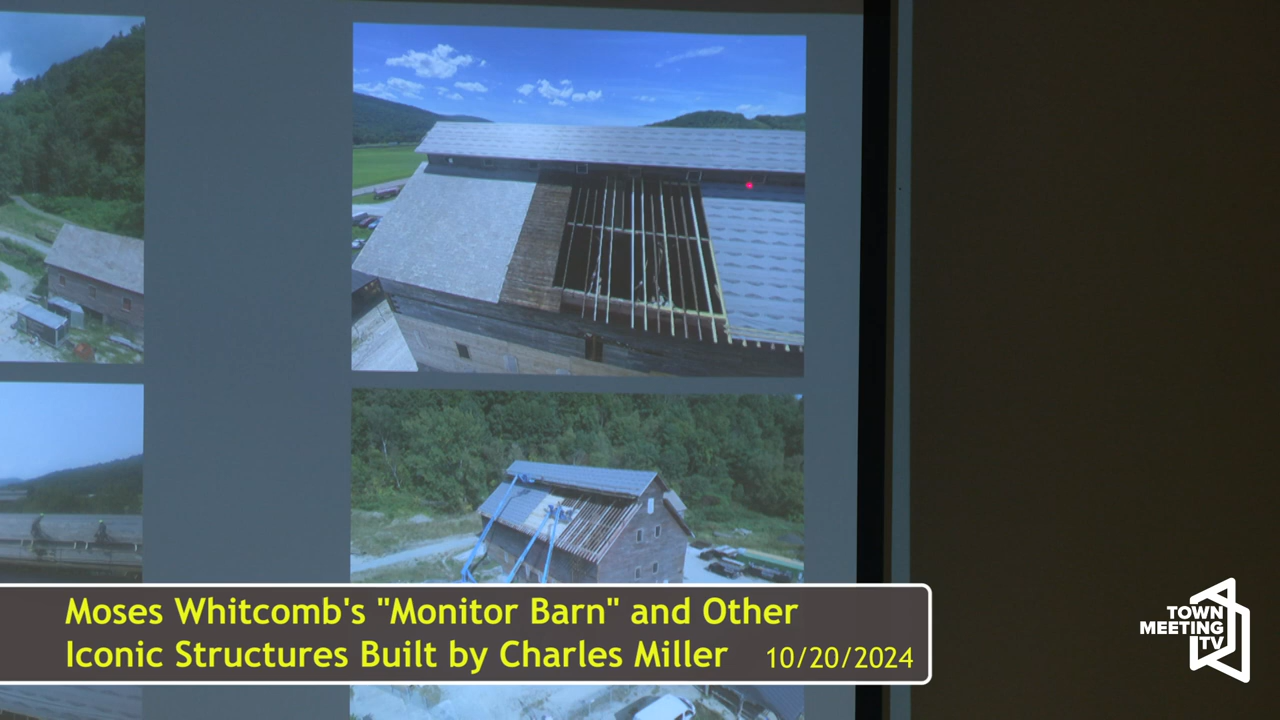 Moses Whitcomb's "Monitor Barn" and Other
Iconic Structures Built by Charles Miller 10/20/2024
TOWN
MEETING
TV